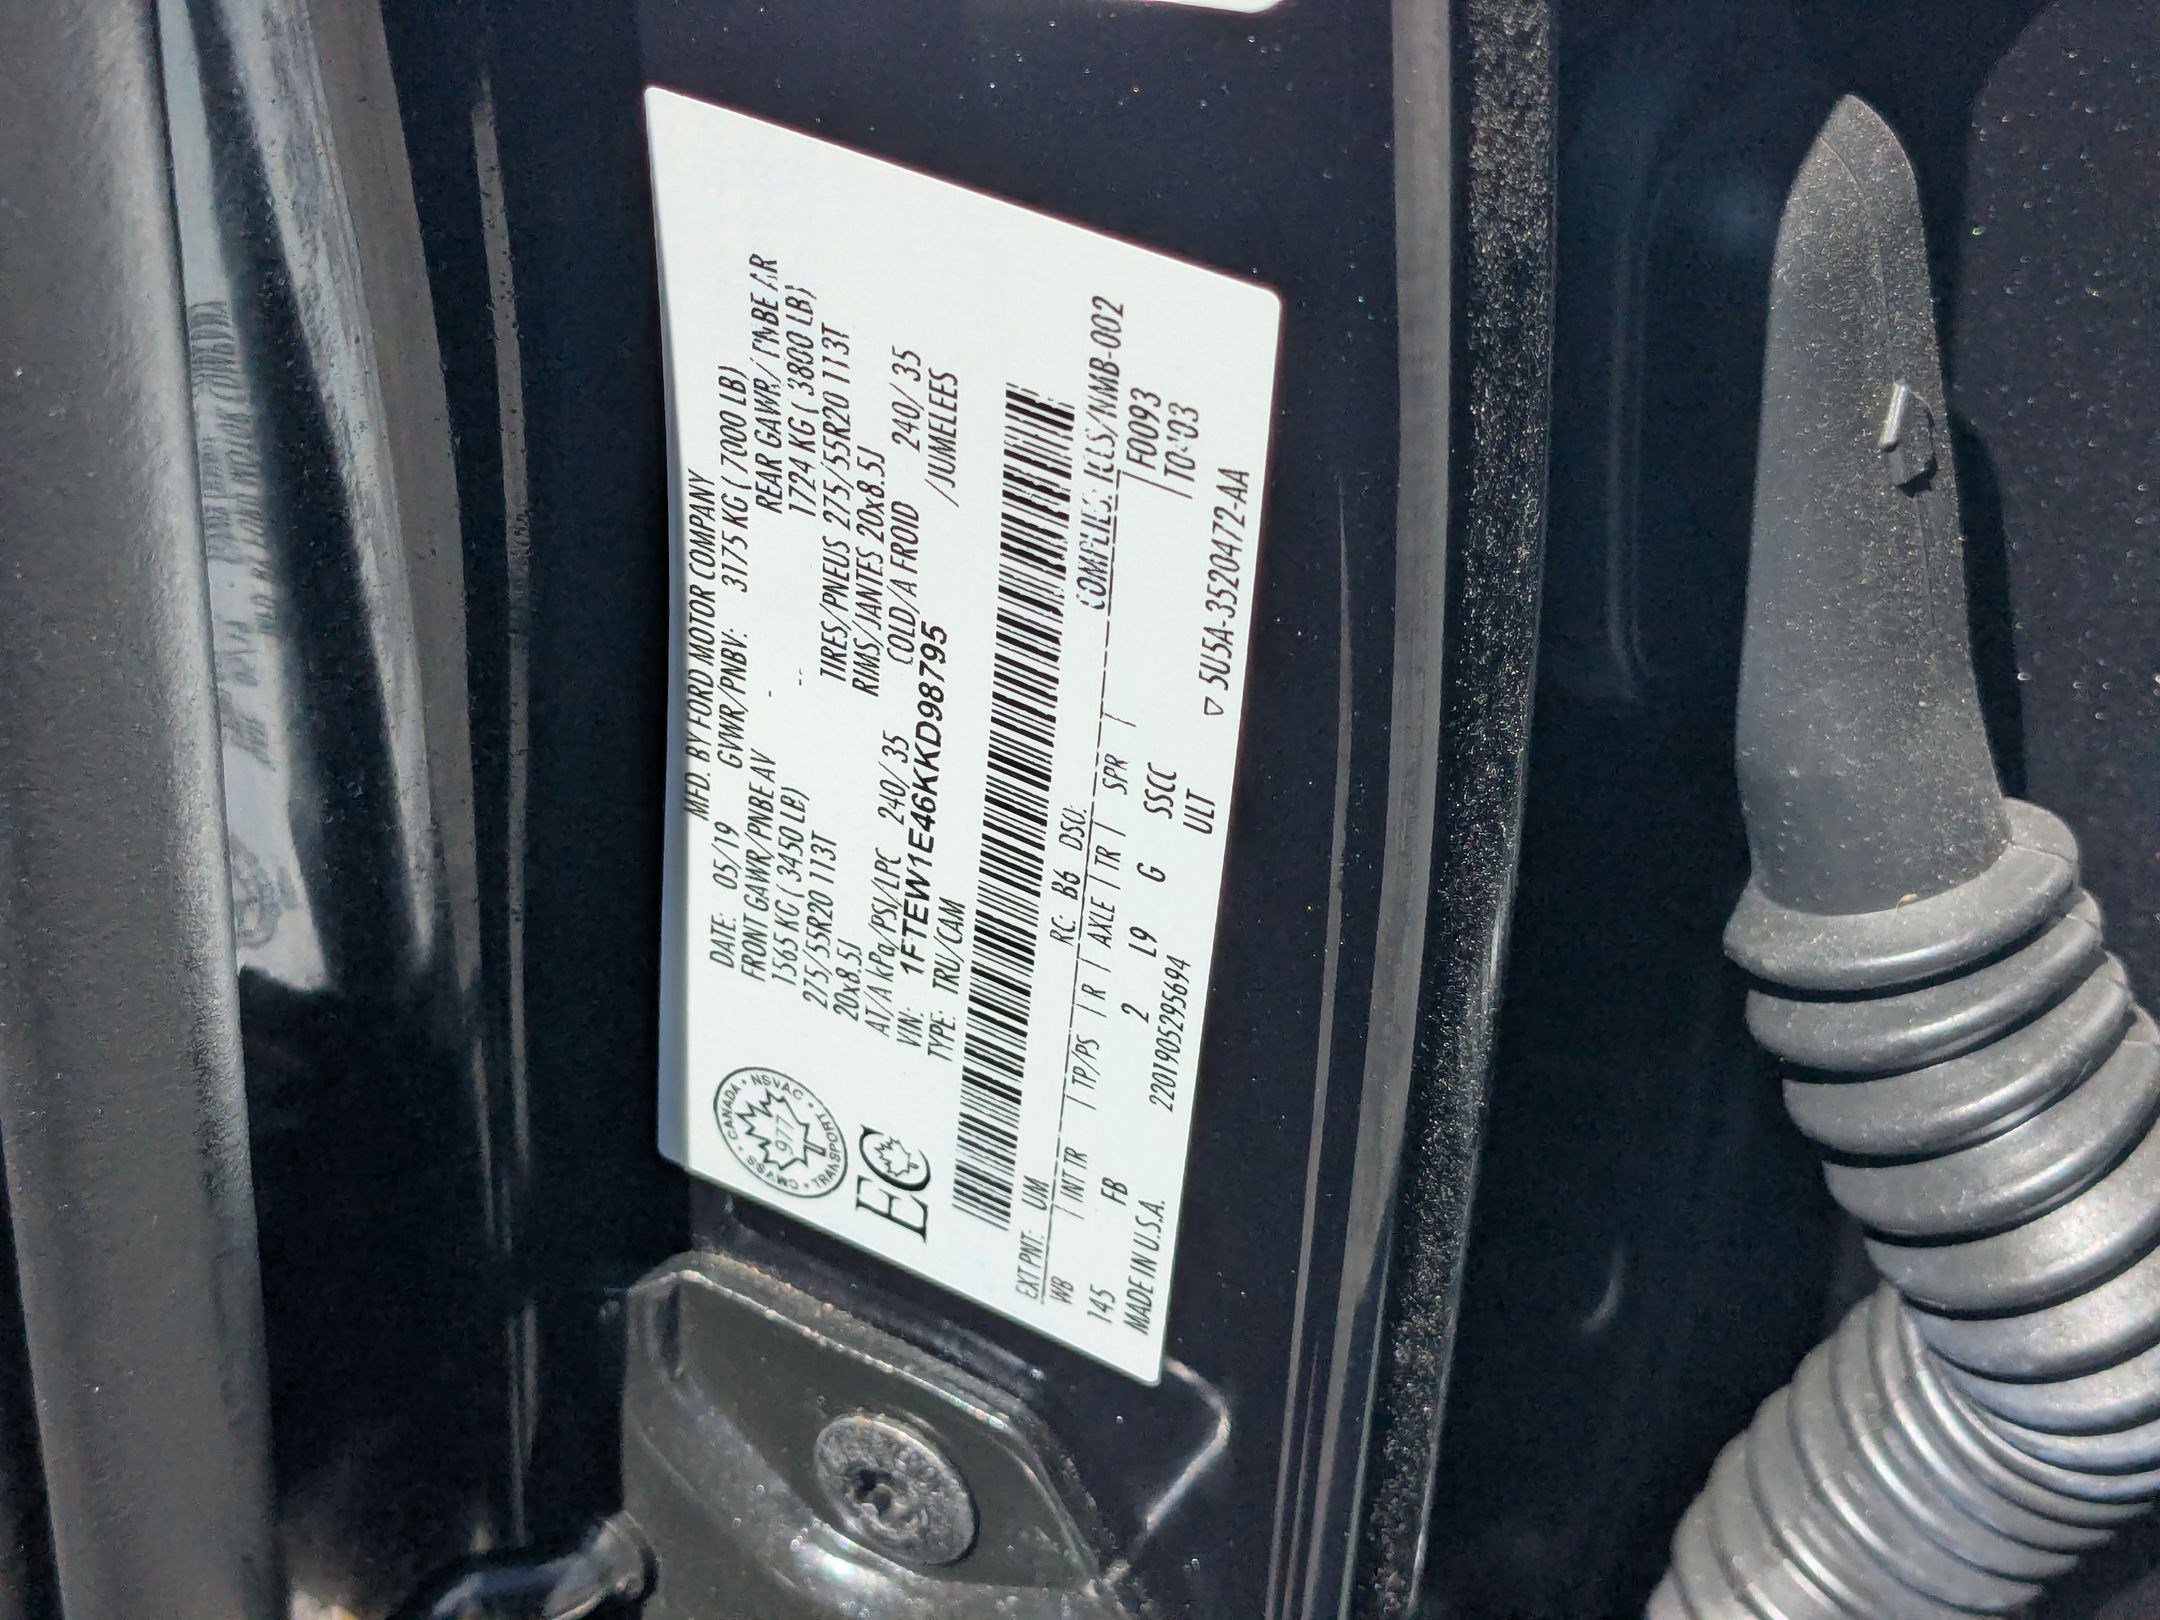 MFD. BY FORD MOTOR COMPANY
DATE: 05/19 GVWR/PNBV: 3175 KG ( 7000 LB)
FRONT GAWR/PNBE AV - REAR GAWR/PNBE AR
1565 KG ( 3450 LB) -- 1724 KG ( 3800 LB)
275/55R20 113T TIRES/PNEUS 275/55R20 113T
20x8.5J RIMS/JANTES 20x8.5J
AT/A kPa/PSI/LPC 240/35 COLD/A FROID 240/35
VIN: 1FTEW1E46KKD98795 /JUMELEES
TYPE: TRU/CAM
CANADA • NSVAC • TRANSPORT •
977
EC
EXT PNT: UM RC: B6 DSO: COMPLIES: /NMB-002
WB | INT TR | TP/PS | R | AXLE | TR | SPR | | F0093
145 FB 2 L9 G SSCC
MADE IN U.S.A. 2201905295694 ULT
▽ 5U5A-3520472-AA